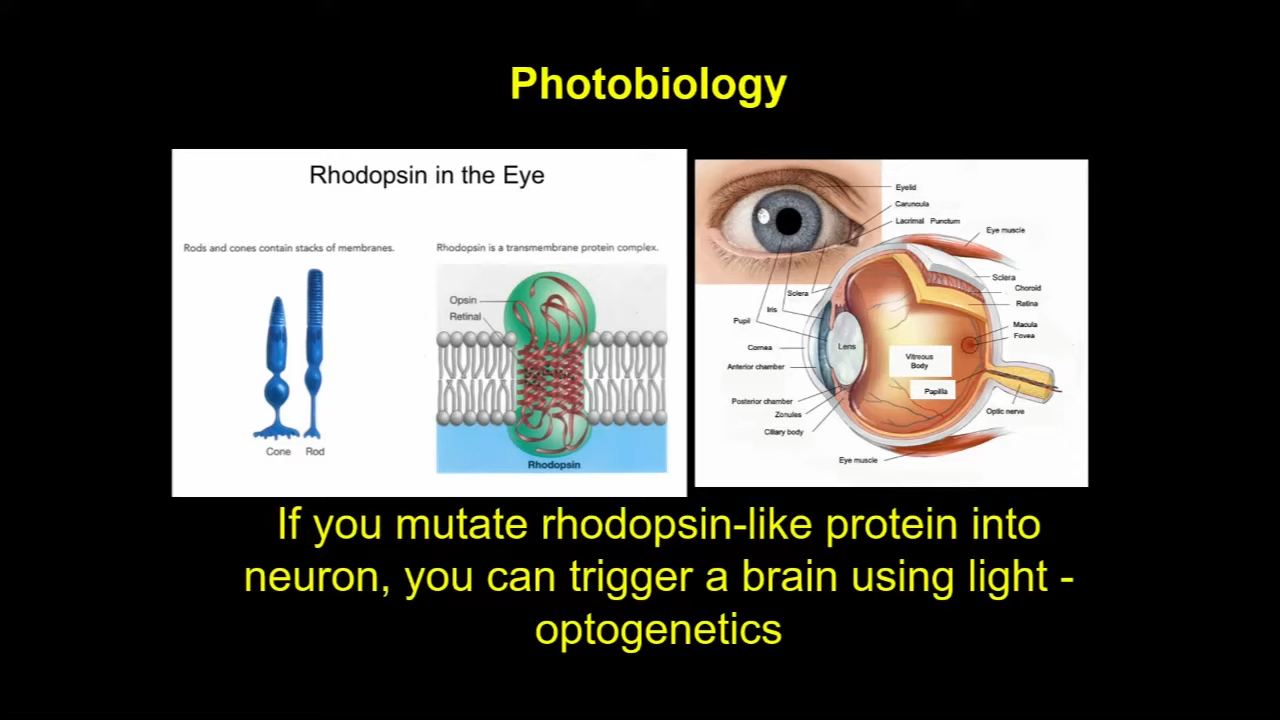 Photobiology
Rhodopsin in the Eye
Rods and cones contain stacks of membranes.
Rhodopsin is a transmembrane protein complex.
Opsin
Retinal
Rhodopsin
Cone
Rod
Eyelid
Caruncula
Lacrimal Punctum
Eye muscle
Sclera
Choroid
Retina
Macula
Fovea
Sclera
Iris
Pupil
Cornea
Lens
Anterior chamber
Vitreous
Body
Papilla
Posterior chamber
Zonules
Ciliary body
Optic nerve
Eye muscle
If you mutate rhodopsin-like protein into
neuron, you can trigger a brain using light -
optogenetics